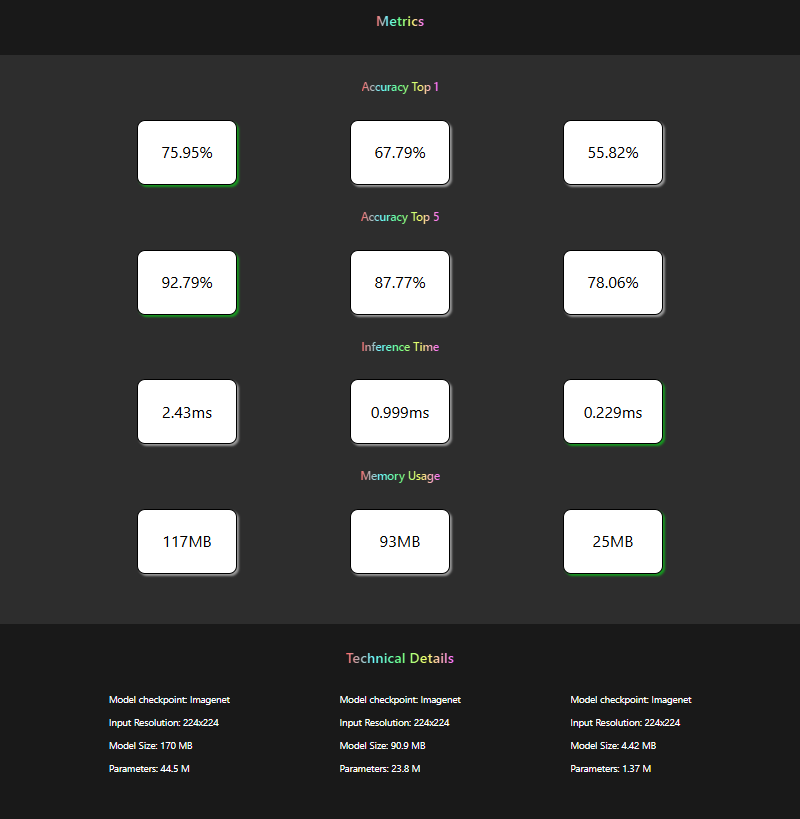 Metrics
Accuracy Top 1
75.95% 67.79% 55.82%
Accuracy Top 5
92.79% 87.77% 78.06%
Inference Time
2.43ms 0.999ms 0.229ms
Memory Usage
117MB 93MB 25MB
Technical Details
Model checkpoint: Imagenet Model checkpoint: Imagenet Model checkpoint: Imagenet
Input Resolution: 224x224 Input Resolution: 224x224 Input Resolution: 224x224
Model Size: 170 MB Model Size: 90.9 MB Model Size: 4.42 MB
Parameters: 44.5 M Parameters: 23.8 M Parameters: 1.37 M